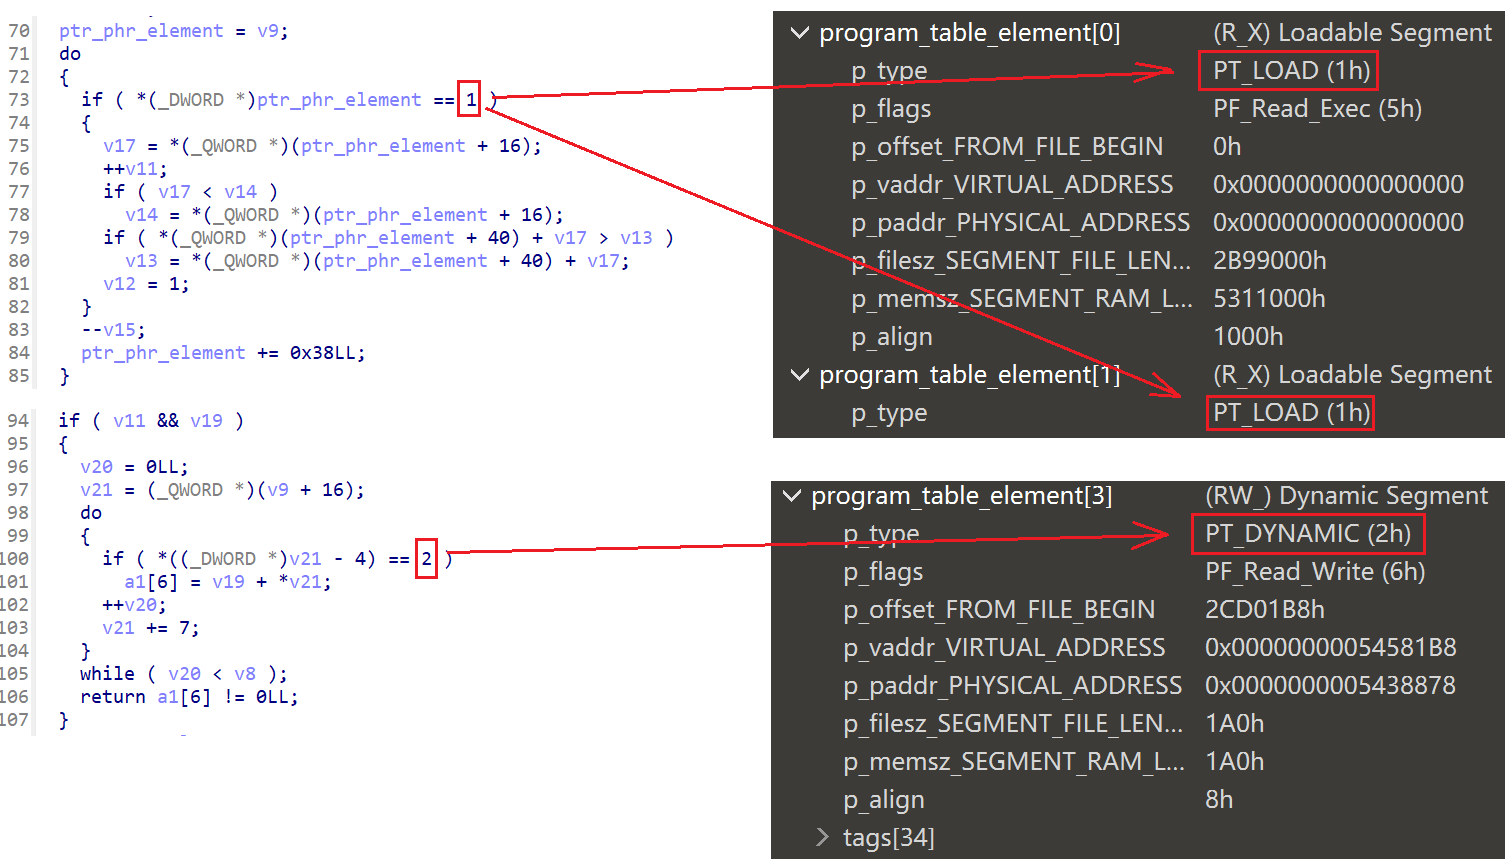 70 ptr_phr_element = v9;
71 do
72 {
73 if ( *(_DWORD *)ptr_phr_element == 1 )
74 {
75 v17 = *(_QWORD *)(ptr_phr_element + 16);
76 ++v11;
77 if ( v17 < v14 )
78 v14 = *(_QWORD *)(ptr_phr_element + 16);
79 if ( *(_QWORD *)(ptr_phr_element + 40) + v17 > v13 )
80 v13 = *(_QWORD *)(ptr_phr_element + 40) + v17;
81 v12 = 1;
82 }
83 --v15;
84 ptr_phr_element += 0x38LL;
85 }
94 if ( v11 && v19 )
95 {
96 v20 = 0LL;
97 v21 = (_QWORD *)(v9 + 16);
98 do
99 {
100 if ( *((_DWORD *)v21 - 4) == 2 )
101 a1[6] = v19 + *v21;
102 ++v20;
103 v21 += 7;
104 }
105 while ( v20 < v8 );
106 return a1[6] != 0LL;
107 }
program_table_element[0] (R_X) Loadable Segment
p_type PT_LOAD (1h)
p_flags PF_Read_Exec (5h)
p_offset_FROM_FILE_BEGIN 0h
p_vaddr_VIRTUAL_ADDRESS 0x0000000000000000
p_paddr_PHYSICAL_ADDRESS 0x0000000000000000
p_filesz_SEGMENT_FILE_LEN... 2B99000h
p_memsz_SEGMENT_RAM_L... 5311000h
p_align 1000h
program_table_element[1] (R_X) Loadable Segment
p_type PT_LOAD (1h)
program_table_element[3] (RW_) Dynamic Segment
p_type PT_DYNAMIC (2h)
p_flags PF_Read_Write (6h)
p_offset_FROM_FILE_BEGIN 2CD01B8h
p_vaddr_VIRTUAL_ADDRESS 0x00000000054581B8
p_paddr_PHYSICAL_ADDRESS 0x0000000005438878
p_filesz_SEGMENT_FILE_LEN... 1A0h
p_memsz_SEGMENT_RAM_L... 1A0h
p_align 8h
tags[34]